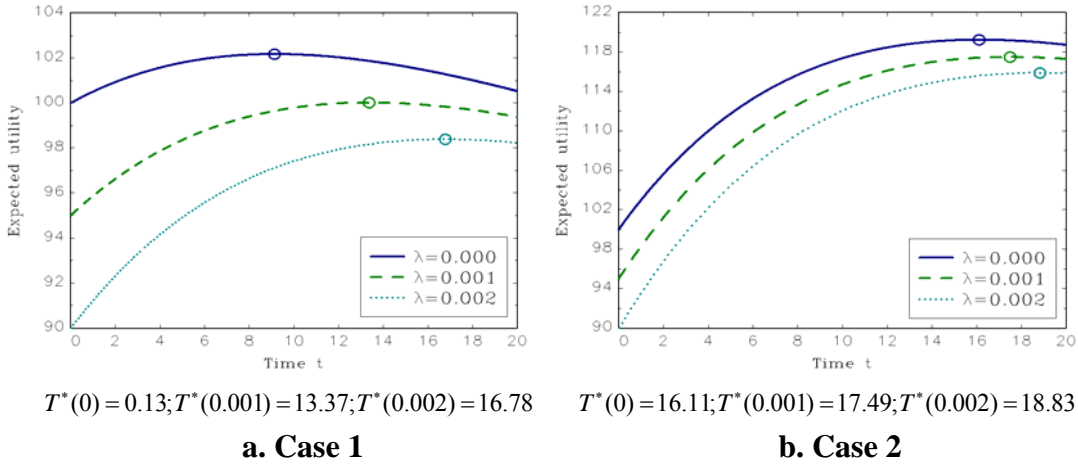 104
102
100
98
96
94
92
90
Expected utility
0 2 4 6 8 10 12 14 16 18 20
Time t
λ=0.000
λ=0.001
λ=0.002
T*(0) = 0.13;T*(0.001) = 13.37;T*(0.002) = 16.78
a. Case 1
122
118
114
110
106
102
98
94
90
Expected utility
0 2 4 6 8 10 12 14 16 18 20
Time t
λ=0.000
λ=0.001
λ=0.002
T*(0) = 16.11;T*(0.001) = 17.49;T*(0.002) = 18.83
b. Case 2